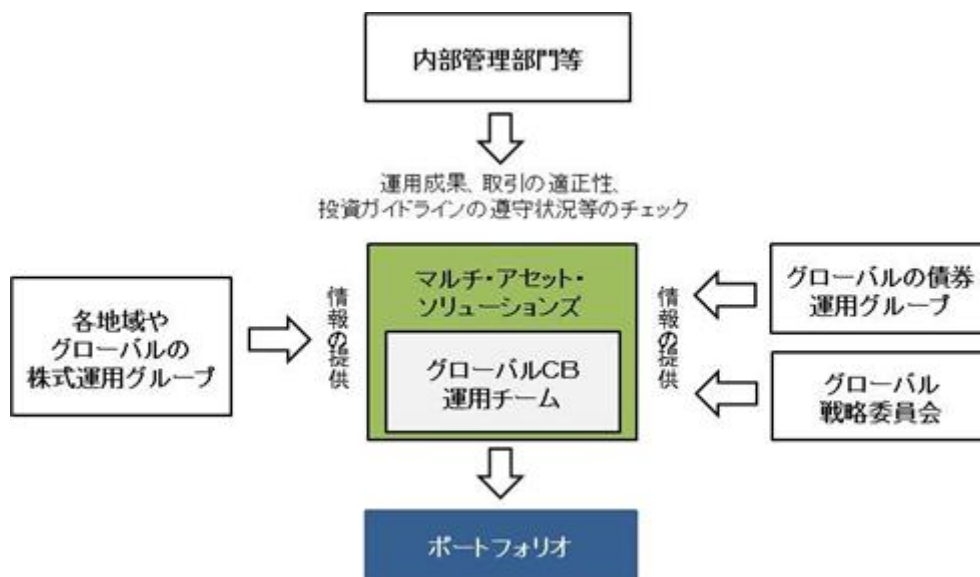 内部管理部門等
運用成果、取引の適正性、
投資ガイドラインの遵守状況等のチェック
各地域や
グローバルの
株式運用グループ
情報の提供
マルチ・アセット・
ソリューションズ
グローバルCB
運用チーム
情報の提供
グローバルの債券
運用グループ
グローバル
戦略委員会
ポートフォリオ